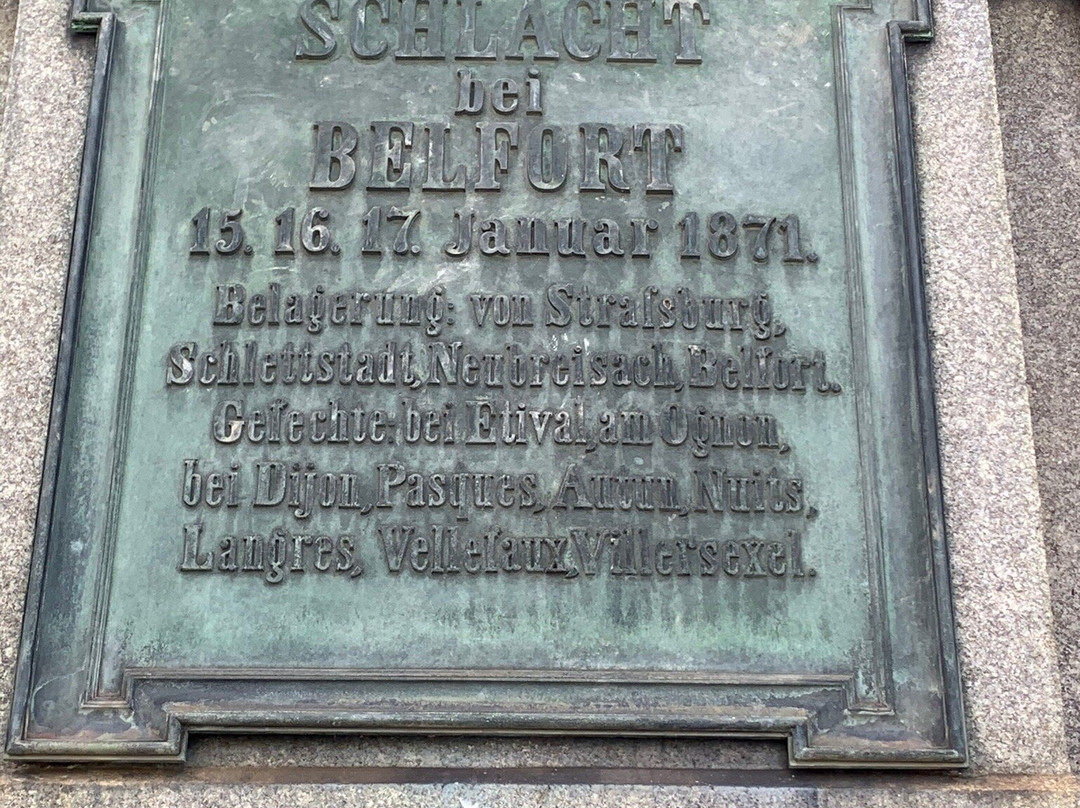 SCHLACHT
bei
BELFORT
15. 16. 17. Januar 1871.
Belagerung: von Strafsburg,
Schlettstadt, Neubreisach, Belfort.
Gefechte: bei Etival, am Ognon,
bei Dijon, Pasques, Autun, Nuits,
Langres, Vellefaux, Villersexel.